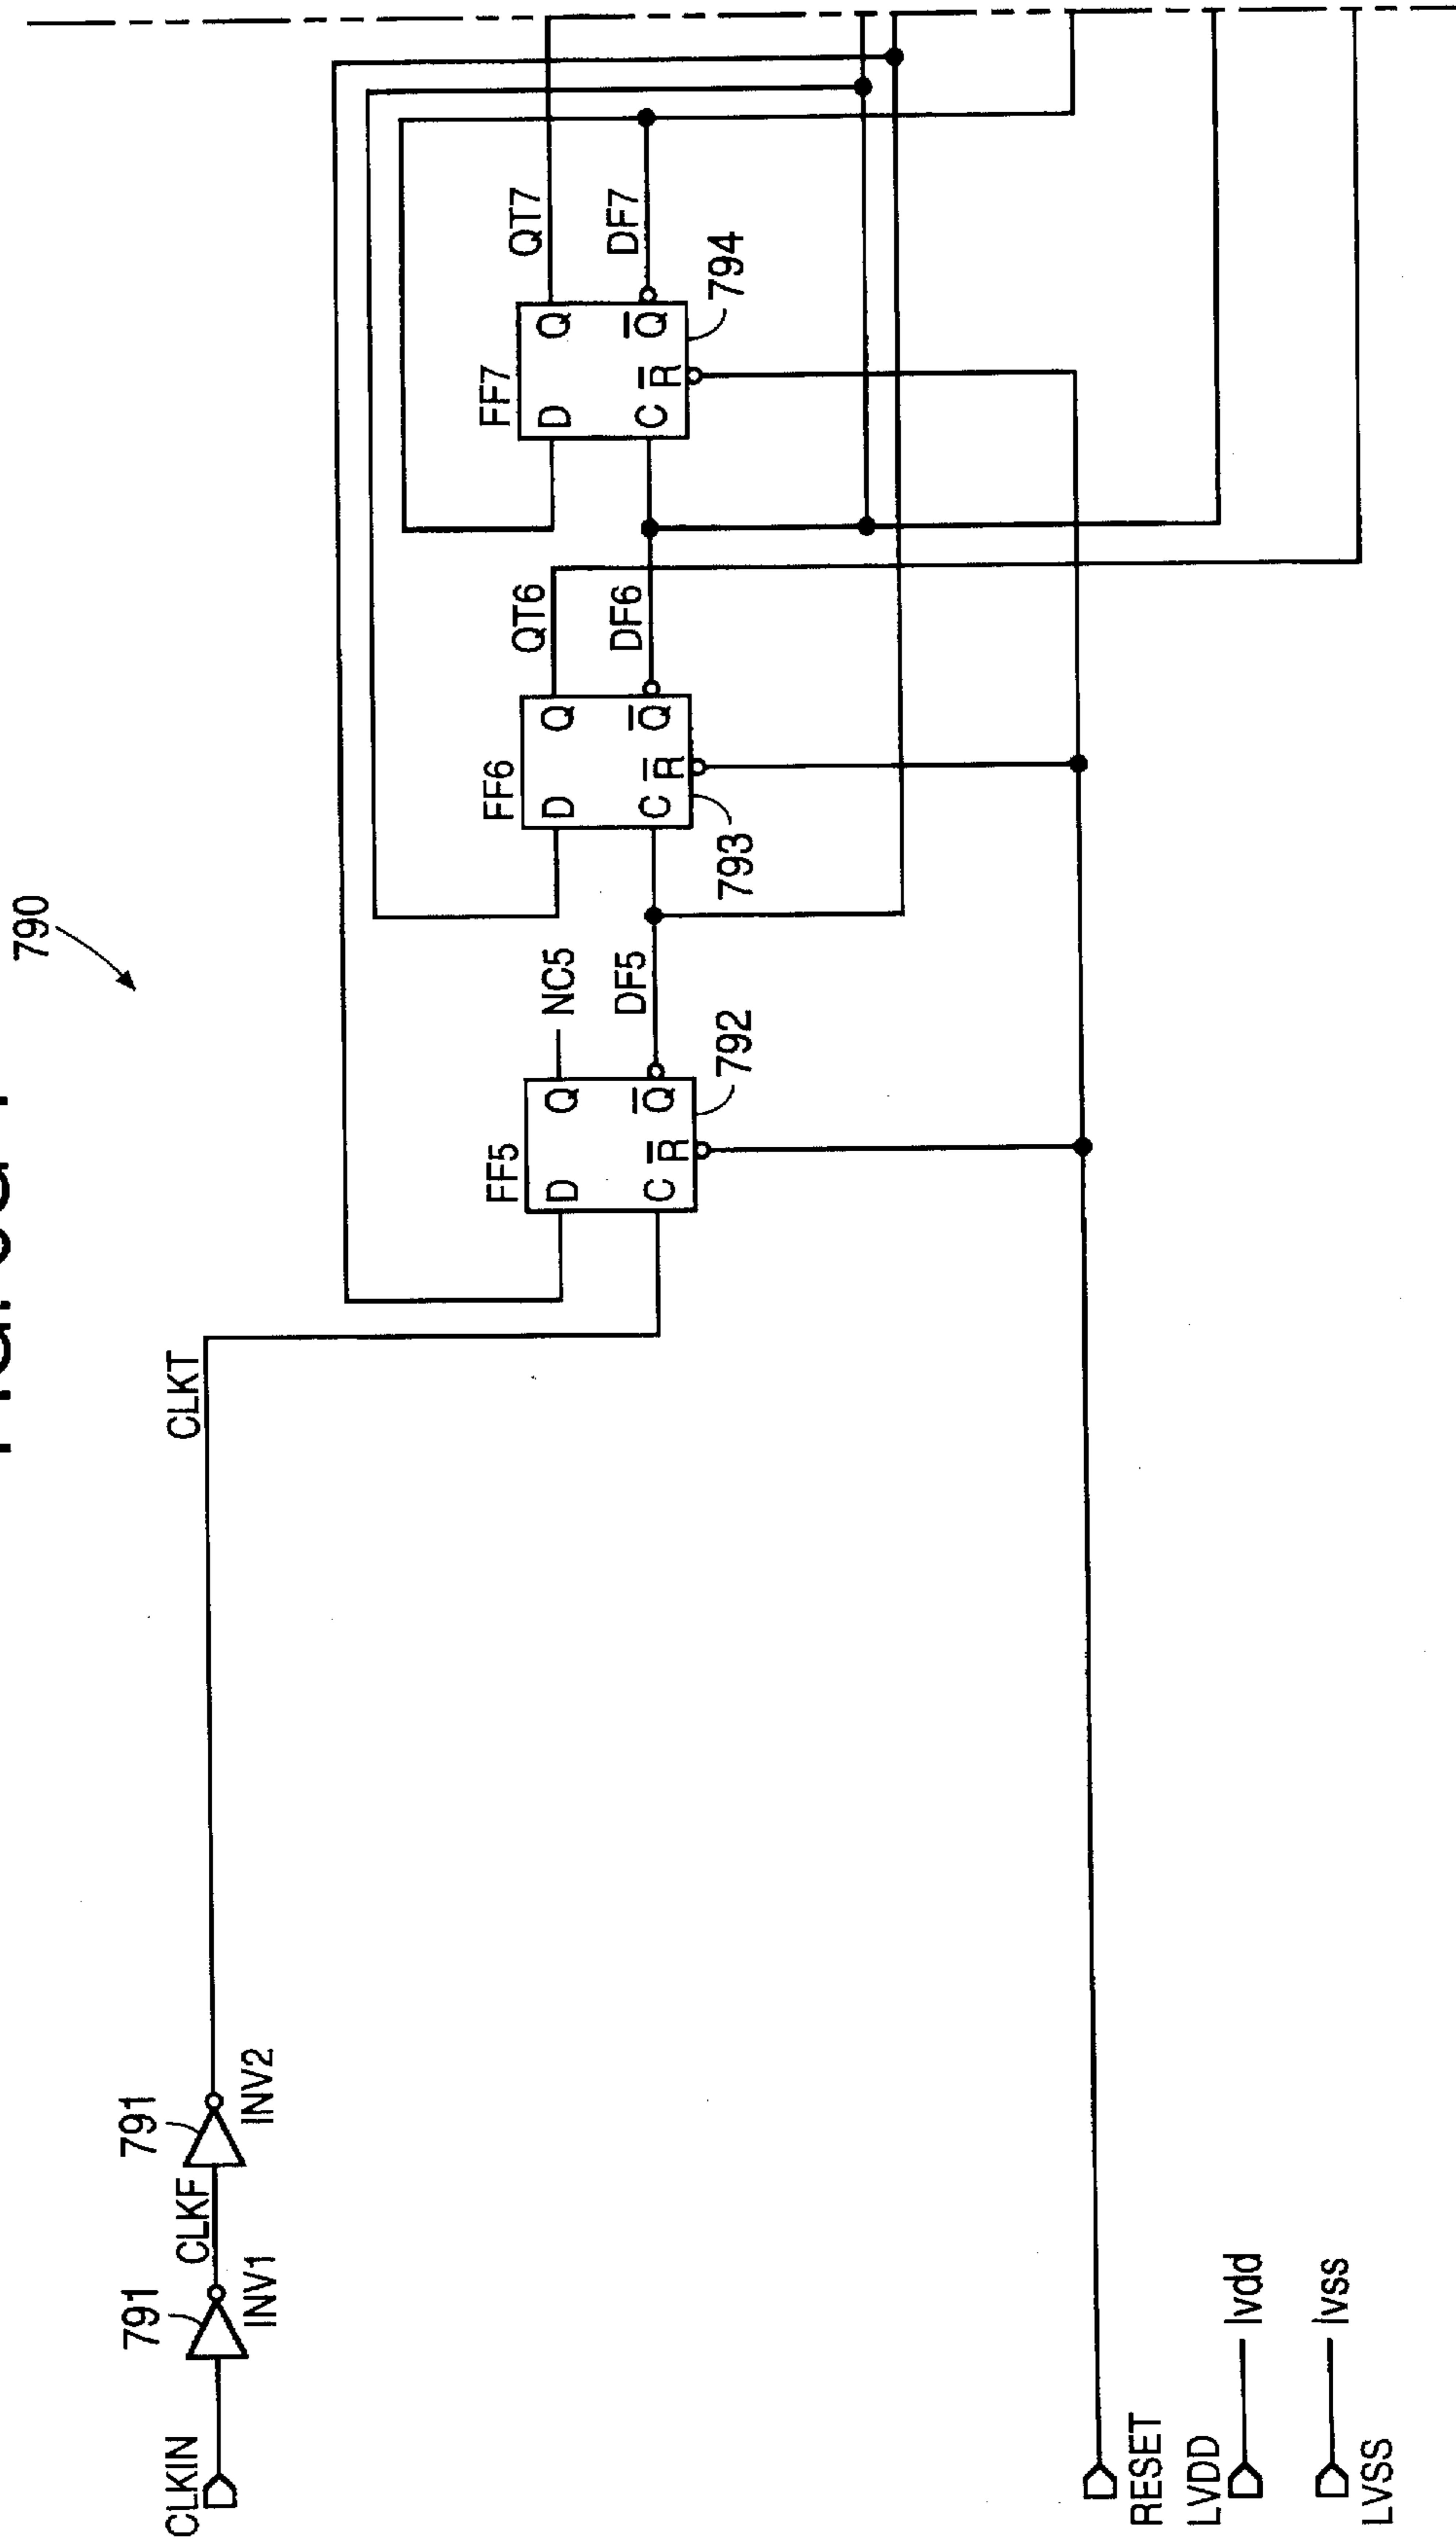 790
CLKIN
791
INV1
CLKF
791
INV2
CLKT
FF5
D
Q
C
R
Q
NC5
DF5
792
FF6
D
Q
C
R
Q
QT6
DF6
793
FF7
D
Q
C
R
Q
QT7
DF7
794
RESET
LVDD
lvdd
LVSS
lvss